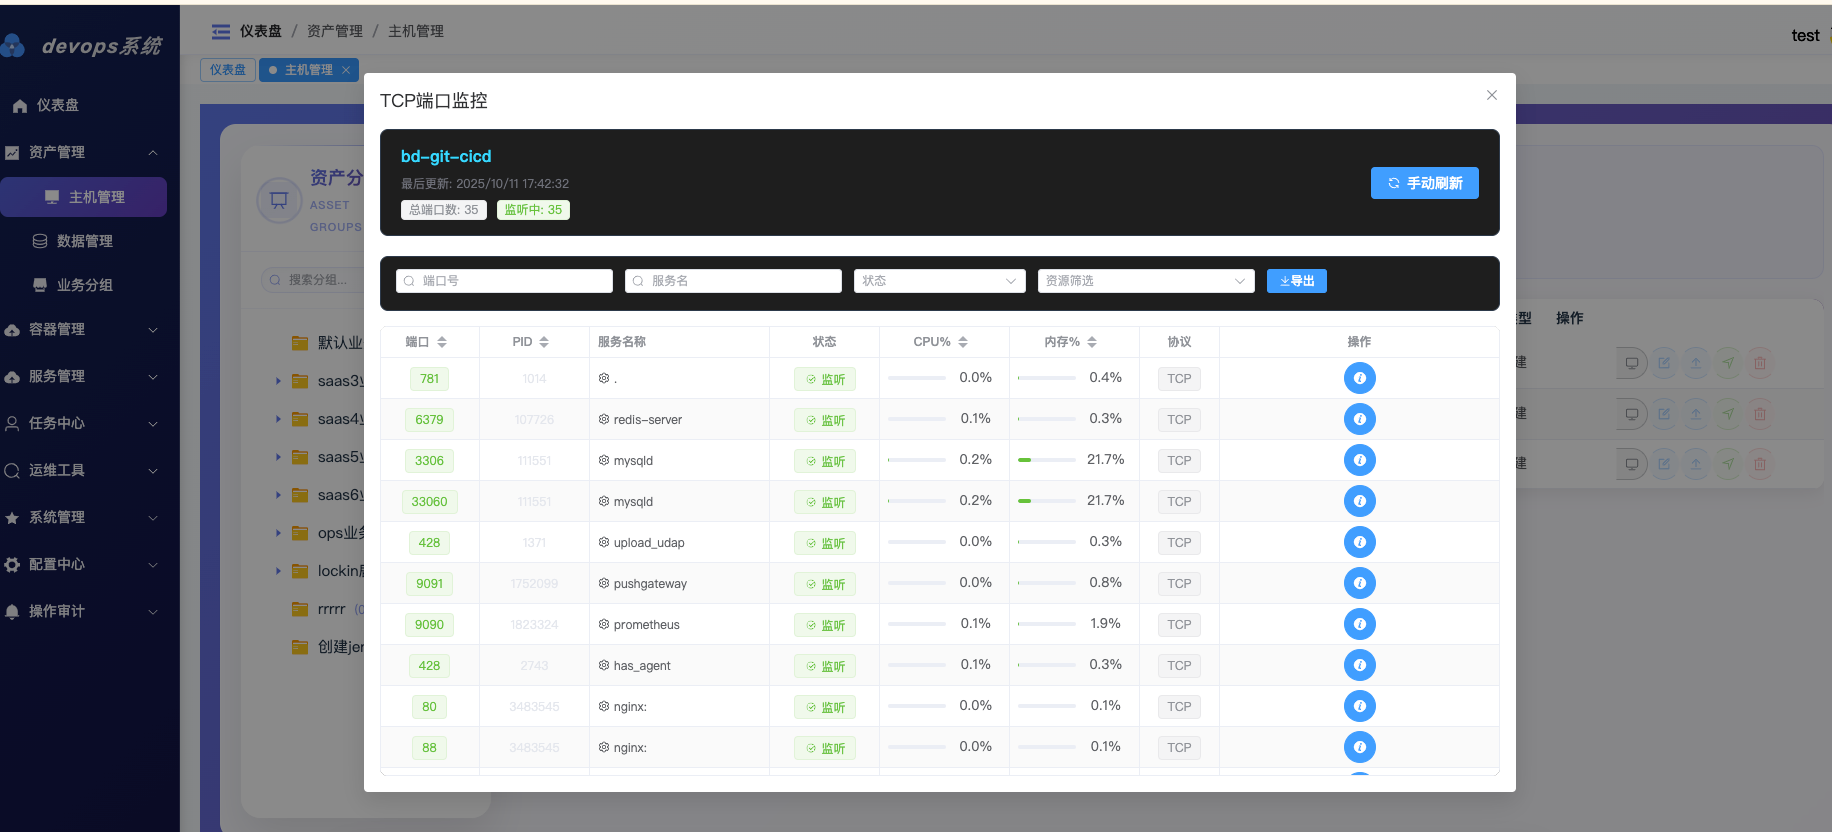 devops系统
仪表盘 / 资产管理 / 主机管理
test
仪表盘
主机管理
仪表盘
资产管理
主机管理
数据管理
业务分组
容器管理
服务管理
任务中心
运维工具
系统管理
配置中心
操作审计
资产分
ASSET
GROUPS
搜索分组...
默认业
saas3
saas4
saas5
saas6
ops业务
lockin
rrrrr
创建jer
TCP端口监控
bd-git-cicd
最后更新: 2025/10/11 17:42:32
总端口数: 35 监听中: 35
手动刷新
端口号 服务名 状态 资源筛选 导出
端口 PID 服务名称 状态 CPU% 内存% 协议 操作
781 1014 . 监听 0.0% 0.4% TCP
6379 107726 redis-server 监听 0.1% 0.3% TCP
3306 111551 mysqld 监听 0.2% 21.7% TCP
33060 111551 mysqld 监听 0.2% 21.7% TCP
428 1371 upload_udap 监听 0.0% 0.3% TCP
9091 1752099 pushgateway 监听 0.0% 0.8% TCP
9090 1823324 prometheus 监听 0.1% 1.9% TCP
428 2743 has_agent 监听 0.1% 0.3% TCP
80 3483545 nginx: 监听 0.0% 0.1% TCP
88 3483545 nginx: 监听 0.0% 0.1% TCP
型 操作
建
建
建